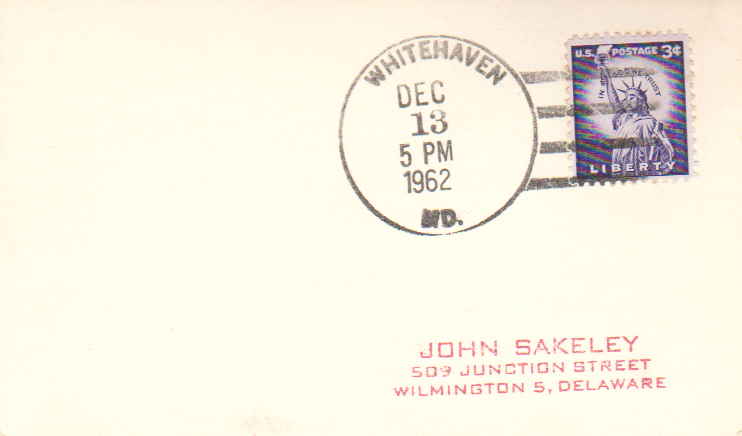 WHITEHAVEN
DEC
13
5 PM
1962
MD.
U.S. POSTAGE 3¢
IN GOD WE TRUST
LIBERTY
JOHN SAKELEY
509 JUNCTION STREET
WILMINGTON 5, DELAWARE